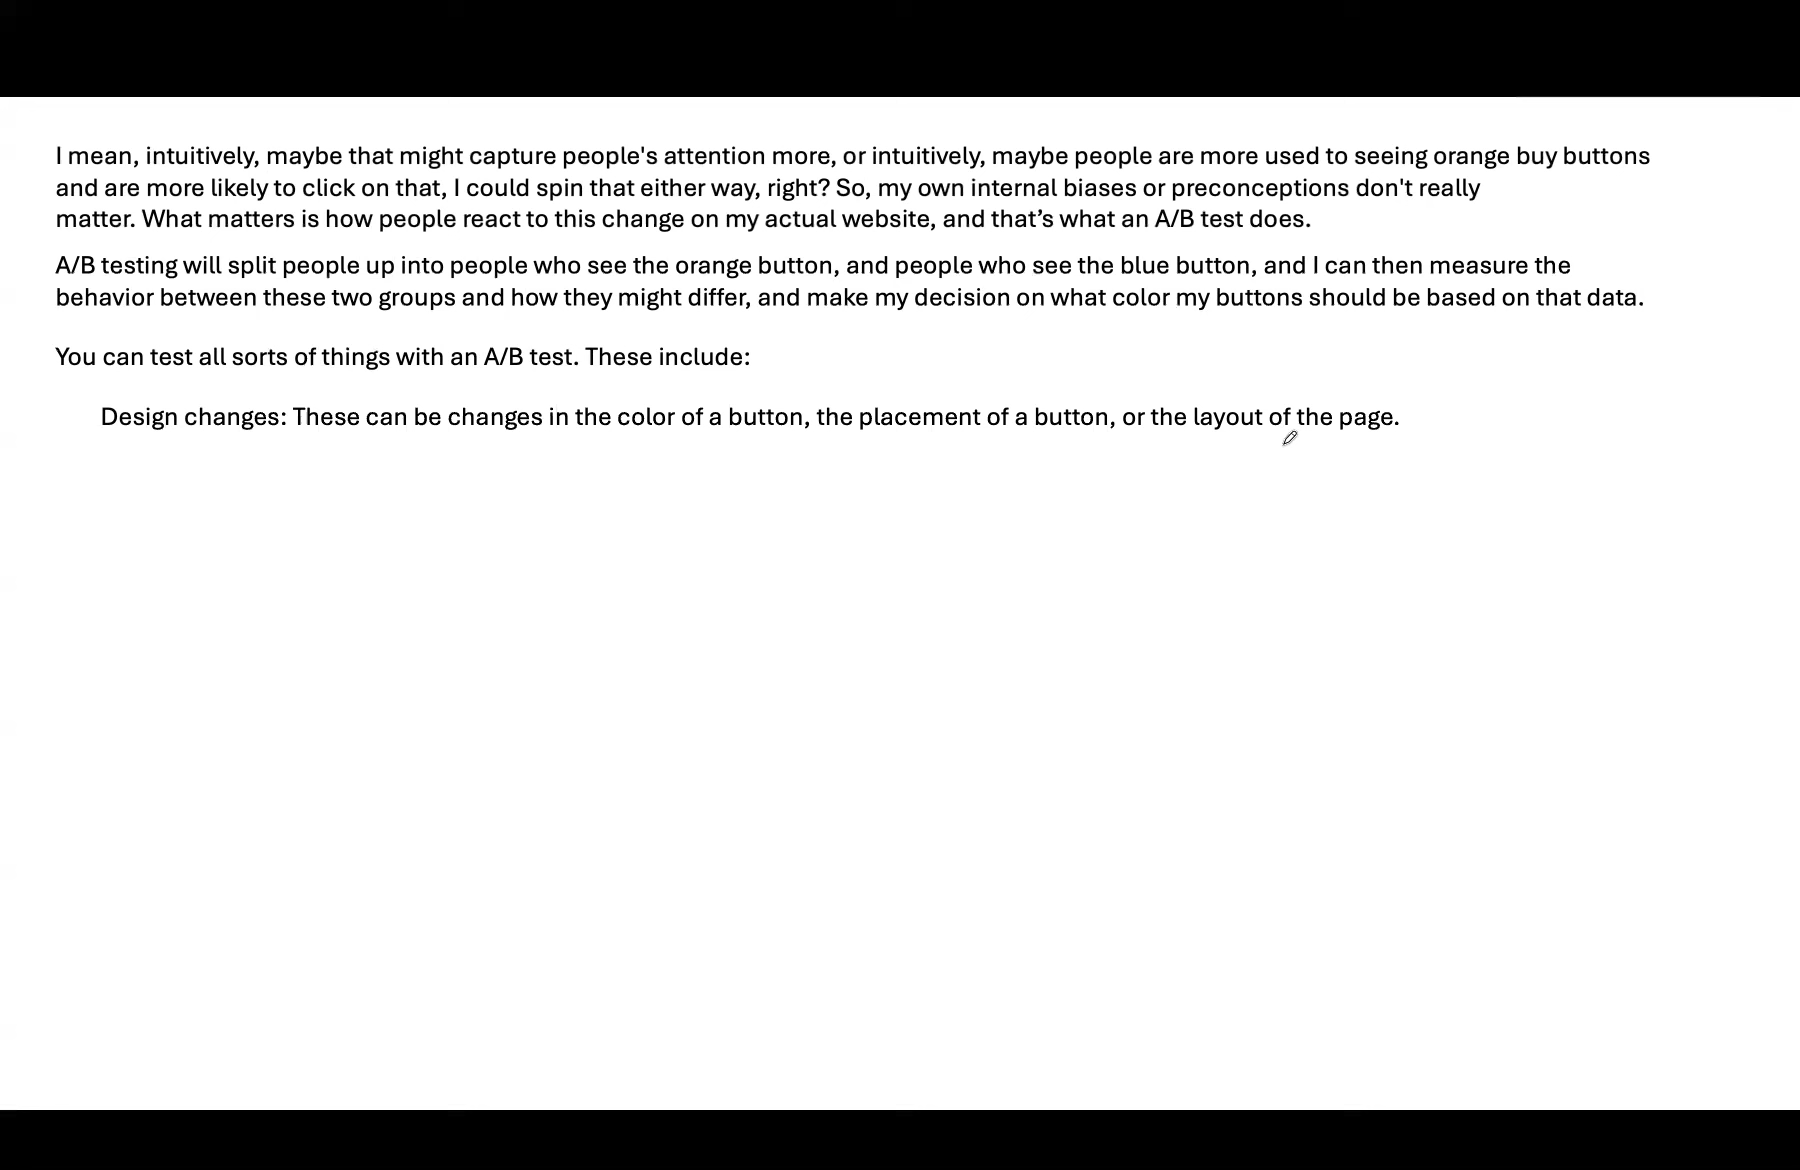 I mean, intuitively, maybe that might capture people's attention more, or intuitively, maybe people are more used to seeing orange buy buttons
and are more likely to click on that, I could spin that either way, right? So, my own internal biases or preconceptions don't really
matter. What matters is how people react to this change on my actual website, and that’s what an A/B test does.
A/B testing will split people up into people who see the orange button, and people who see the blue button, and I can then measure the
behavior between these two groups and how they might differ, and make my decision on what color my buttons should be based on that data.
You can test all sorts of things with an A/B test. These include:
Design changes: These can be changes in the color of a button, the placement of a button, or the layout of the page.